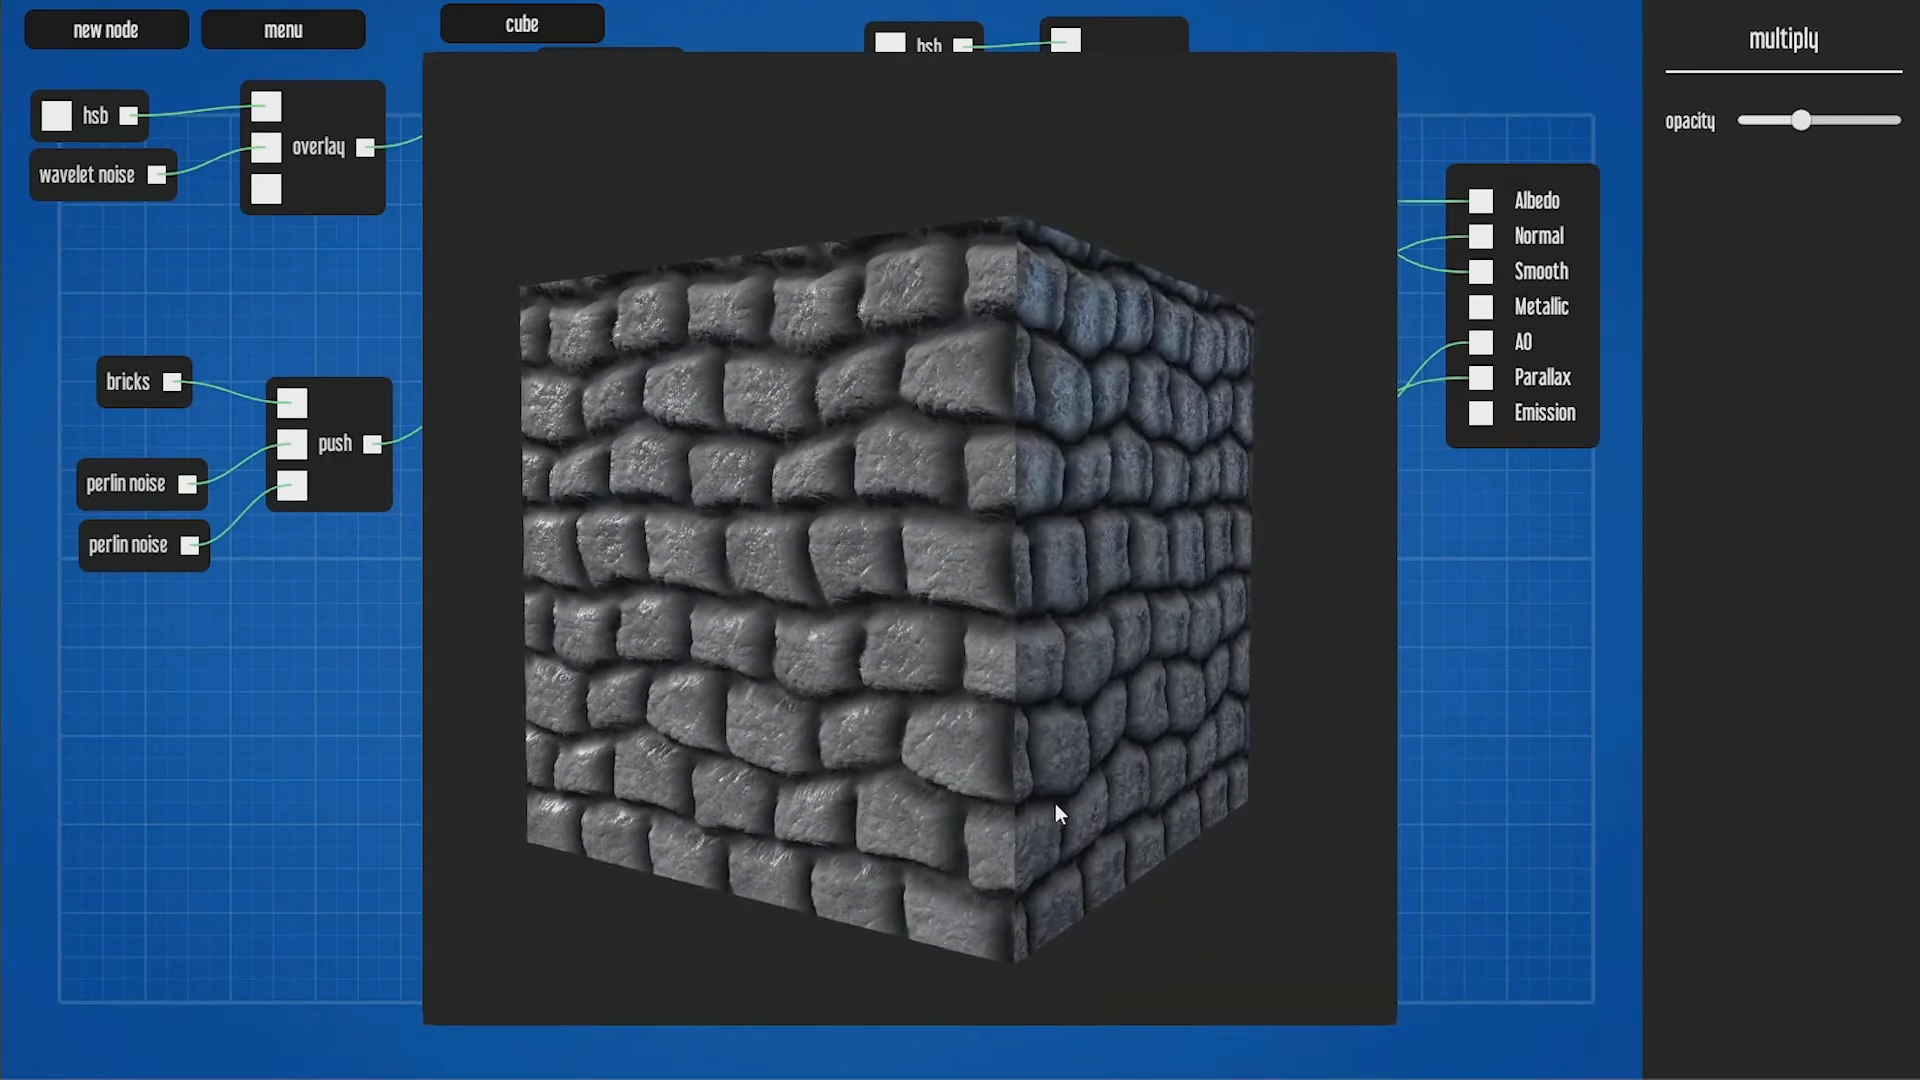 new node
menu
cube
hsb
hsb
overlay
wavelet noise
bricks
push
perlin noise
perlin noise
multiply
opacity
Albedo
Normal
Smooth
Metallic
AO
Parallax
Emission